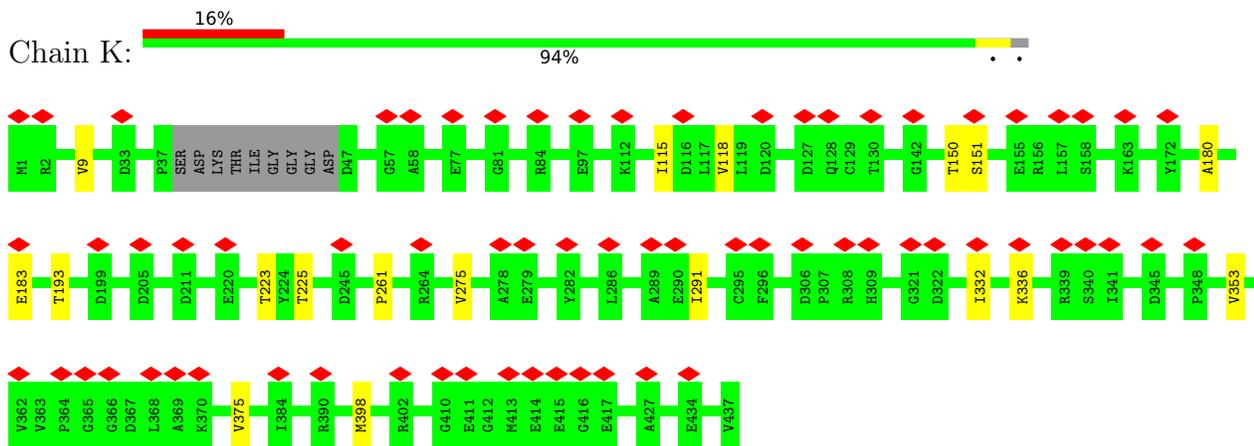 16%
Chain K:
94%
• •
M1 R2 V9 D33 P37 SER ASP LYS THR ILE GLY GLY GLY ASP D47 G57 A58 E77 G81 R84 E97 K112 I115 D116 L117 V118 L119 D120 D127 Q128 C129 T130 G142 T150 S151 E155 R156 L157 S158 K163 Y172 A180
E183 T193 D199 D205 D211 E220 T223 Y224 T225 D245 P261 R264 V275 A278 E279 Y282 L286 A289 E290 I291 C295 F296 D306 P307 R308 H309 G321 D322 I332 K336 R339 S340 I341 D345 P348 V353
V362 V363 P364 G365 G366 D367 L368 A369 K370 V375 I384 R390 M398 R402 G410 E411 G412 M413 E414 E415 G416 E417 A427 E434 V437